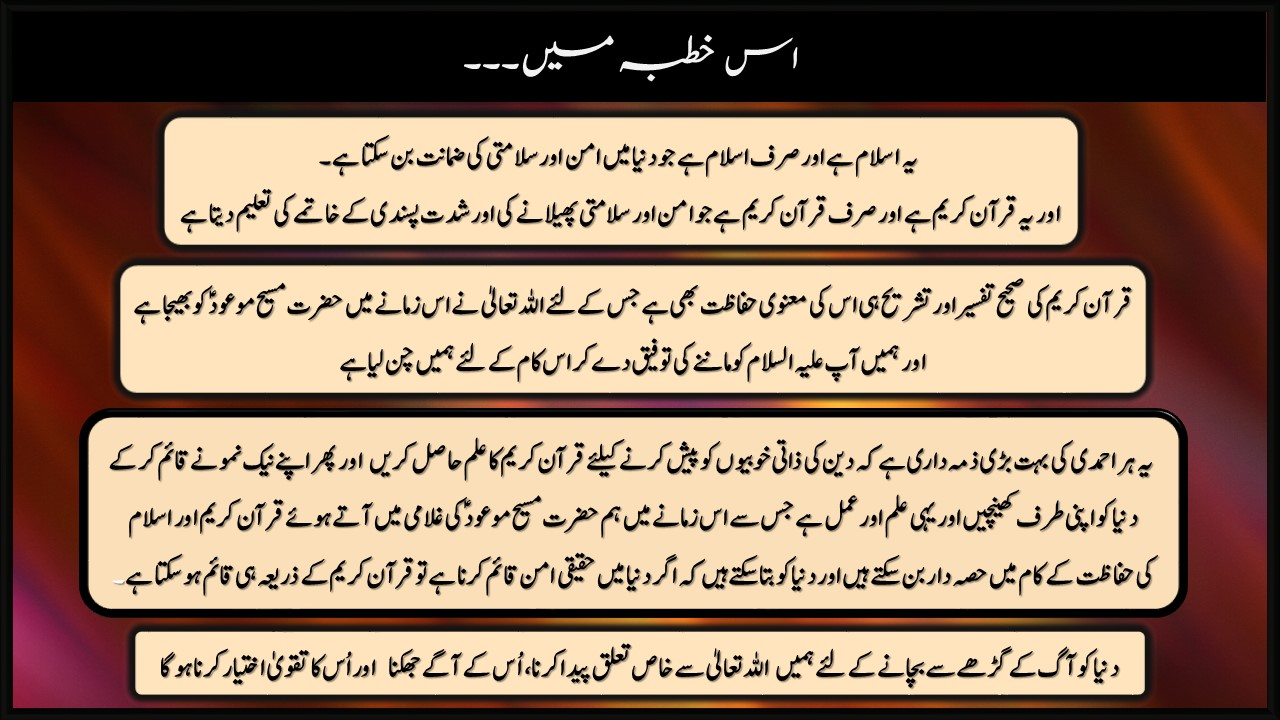 اس خطبہ میں۔۔۔
یہ اسلام ہے اور صرف اسلام ہے جو دنیا میں امن اور سلامتی کی ضمانت بن سکتا ہے۔
اور یہ قرآن کریم ہے اور صرف قرآن کریم ہے جو امن اور سلامتی پھیلانے کی اور شدت پسندی کے خاتمے کی تعلیم دیتا ہے
قرآن کریم کی صحیح تفسیر اور تشریح ہی اس کی معنوی حفاظت بھی ہے جس کے لئے اللہ تعالیٰ نے اس زمانے میں حضرت مسیح موعودؑ کو بھیجا ہے
اور ہمیں آپ علیہ السلام کو ماننے کی توفیق دے کر اس کام کے لئے ہمیں چن لیا ہے
یہ ہر احمدی کی بہت بڑی ذمہ داری ہے کہ دین کی ذاتی خوبیوں کو پیش کرنے کیلئے قرآن کریم کا علم حاصل کریں اور پھر اپنے نیک نمونے قائم کر کے
دنیا کو اپنی طرف کھینچیں اور یہی علم اور عمل ہے جس سے اس زمانے میں ہم حضرت مسیح موعودؑ کی غلامی میں آتے ہوئے قرآن کریم اور اسلام
کی حفاظت کے کام میں حصہ دار بن سکتے ہیں اور دنیا کو بتا سکتے ہیں کہ اگر دنیا میں حقیقی امن قائم کرنا ہے تو قرآن کریم کے ذریعہ ہی قائم ہو سکتا ہے۔
دنیا کو آگ کے گڑھے سے بچانے کے لئے ہمیں اللہ تعالیٰ سے خاص تعلق پیدا کرنا، اُس کے آگے جھکنا اور اُس کا تقویٰ اختیار کرنا ہو گا